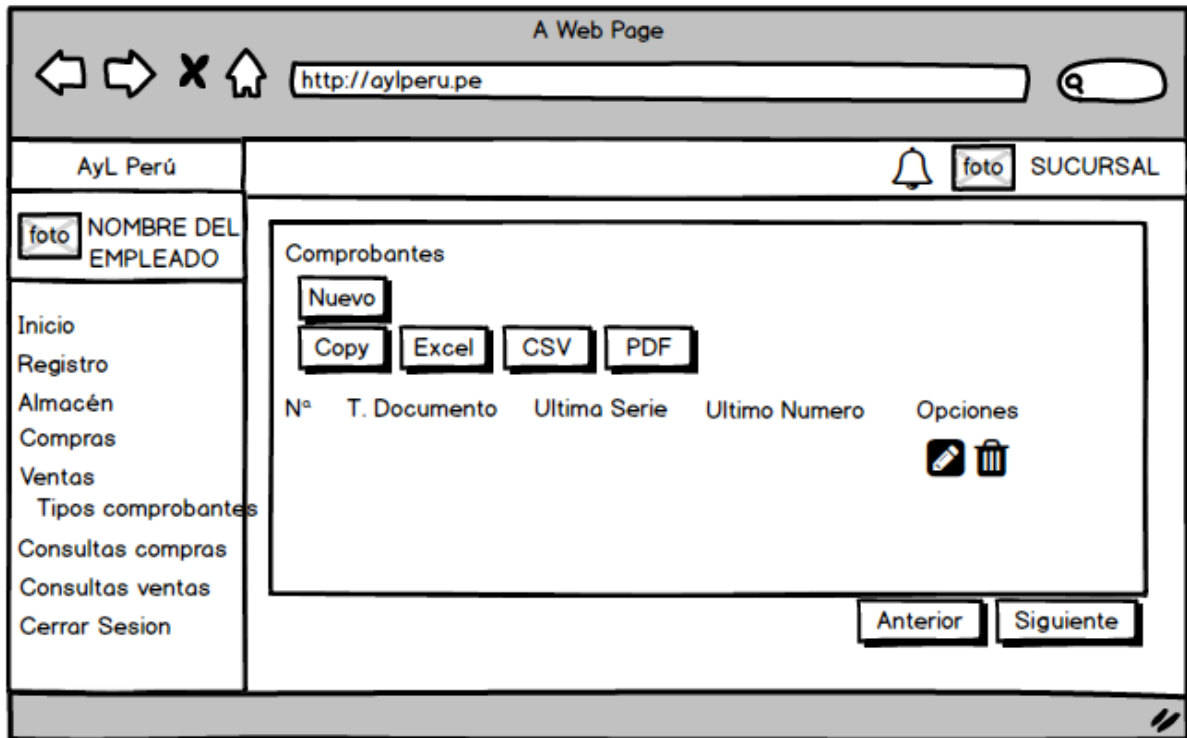 A Web Page
http://aylperu.pe
AyL Perú
foto SUCURSAL
foto NOMBRE DEL
EMPLEADO
Inicio
Registro
Almacén
Compras
Ventas
Tipos comprobantes
Consultas compras
Consultas ventas
Cerrar Sesion
Comprobantes
Nuevo
Copy Excel CSV PDF
Nª T. Documento Ultima Serie Ultimo Numero Opciones
Anterior Siguiente